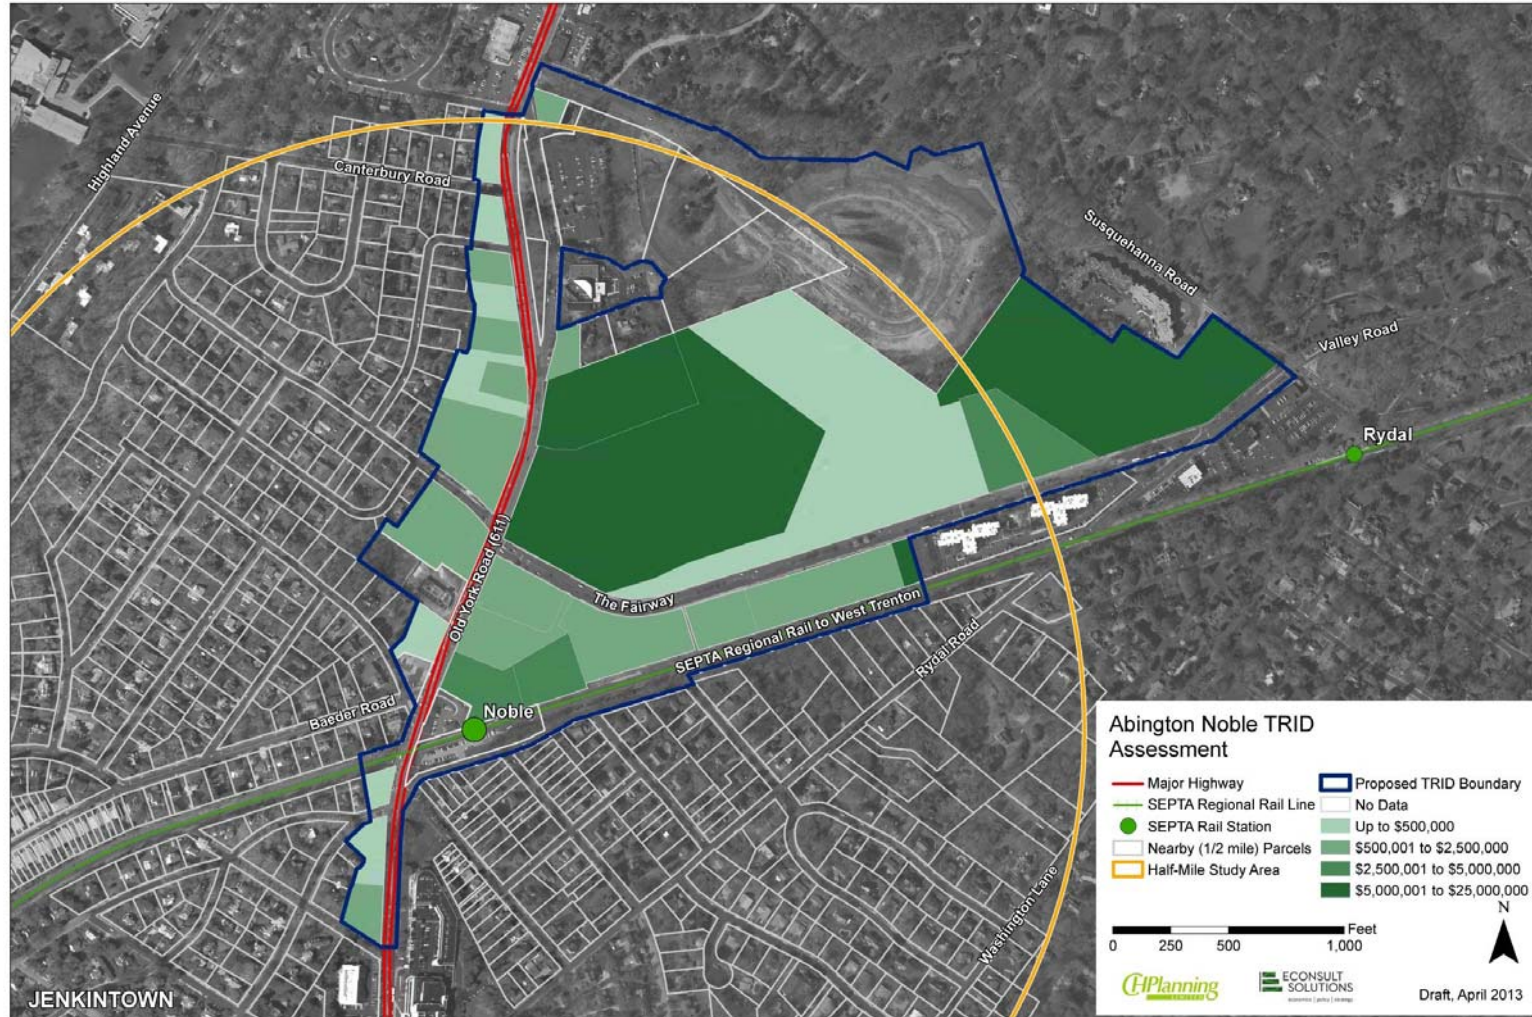 Highland Avenue
Canterbury Road
Susquehanna Road
Valley Road
Rydal
Old York Road (611)
The Fairway
SEPTA Regional Rail to West Trenton
Rydal Road
Baeder Road
Noble
Washington Lane
JENKINTOWN
Abington Noble TRID
Assessment
Major Highway
SEPTA Regional Rail Line
SEPTA Rail Station
Nearby (1/2 mile) Parcels
Half-Mile Study Area
Proposed TRID Boundary
No Data
Up to $500,000
$500,001 to $2,500,000
$2,500,001 to $5,000,000
$5,000,001 to $25,000,000
Feet
0 250 500 1,000
N
CHPlanning
LIMITED
ECONSULT
SOLUTIONS
economics | policy | strategy
Draft, April 2013